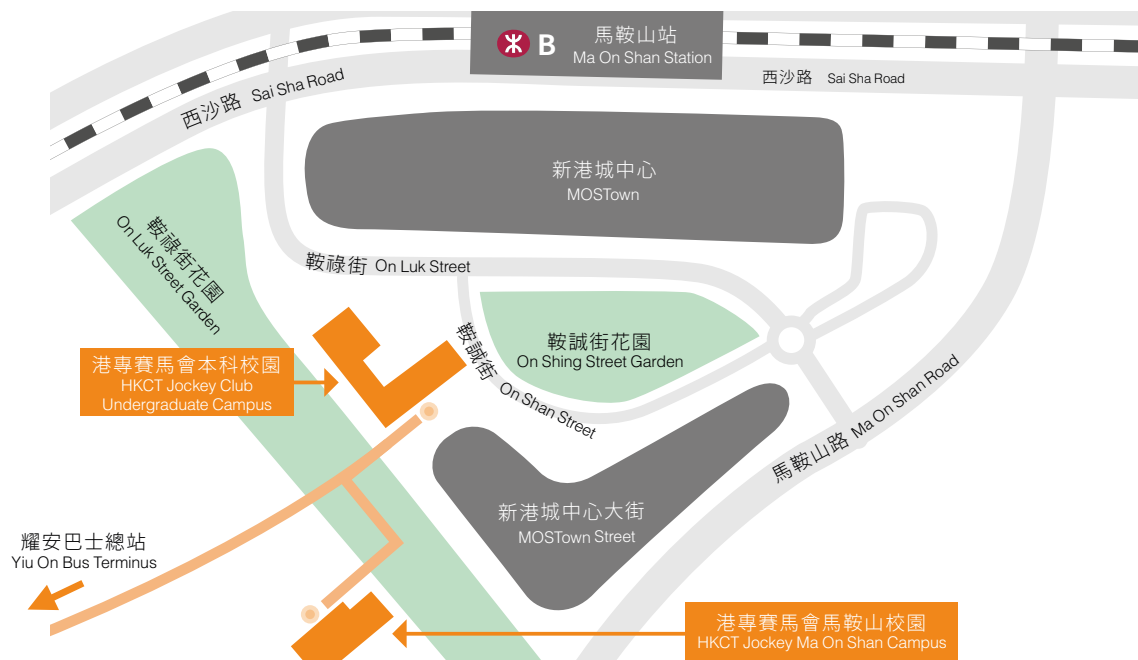 B
馬鞍山站
Ma On Shan Station
西沙路 Sai Sha Road
西沙路 Sai Sha Road
新港城中心
MOSTown
鞍祿街花園
On Luk Street Garden
鞍祿街 On Luk Street
鞍誠街花園
On Shing Street Garden
鞍誠街 On Shan Street
港專賽馬會本科校園
HKCT Jockey Club
Undergraduate Campus
馬鞍山路 Ma On Shan Road
新港城中心大街
MOSTown Street
耀安巴士總站
Yiu On Bus Terminus
港專賽馬會馬鞍山校園
HKCT Jockey Ma On Shan Campus